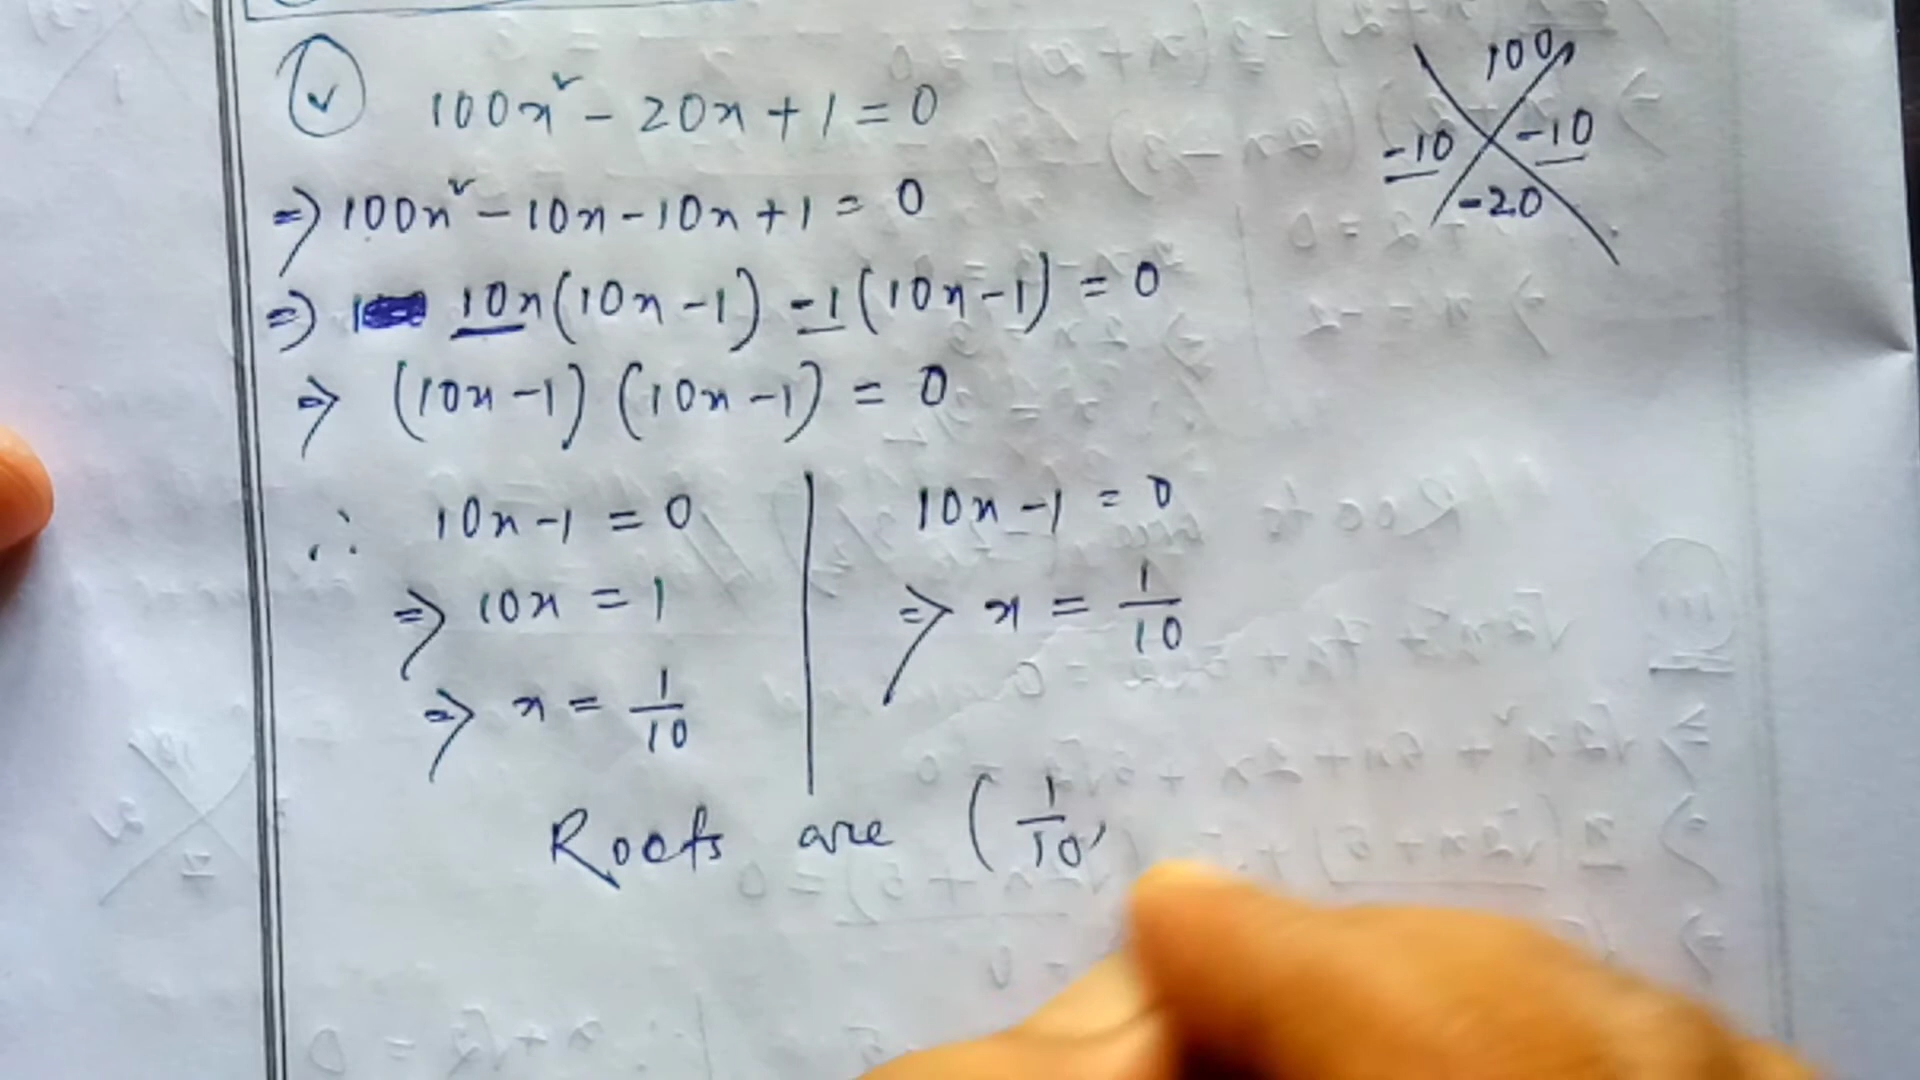 (v) 100x² - 20x + 1 = 0
⇒ 100x² - 10x - 10x + 1 = 0
⇒ 10x(10x - 1) - 1(10x - 1) = 0
⇒ (10x - 1) (10x - 1) = 0
∴ 10x - 1 = 0 | 10x - 1 = 0
⇒ 10x = 1 | ⇒ x = 1/10
⇒ x = 1/10
Roots are (1/10,
100
-10 -10
-20